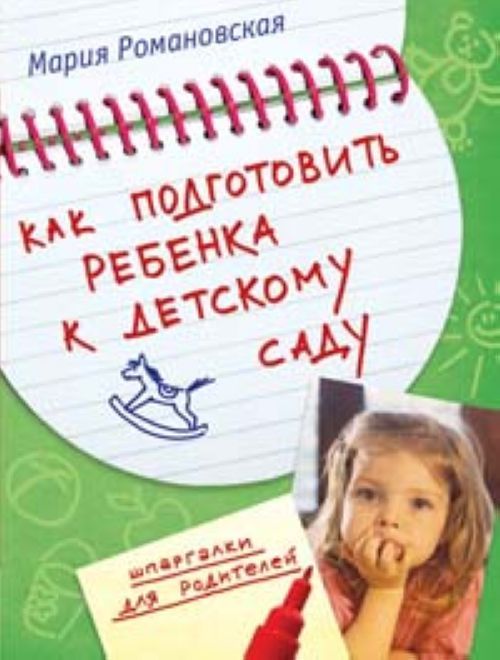 Мария Романовская
КАК ПОДГОТОВИТЬ
РЕБЕНКА
К ДЕТСКОМУ
САДУ
шпаргалки
для родителей